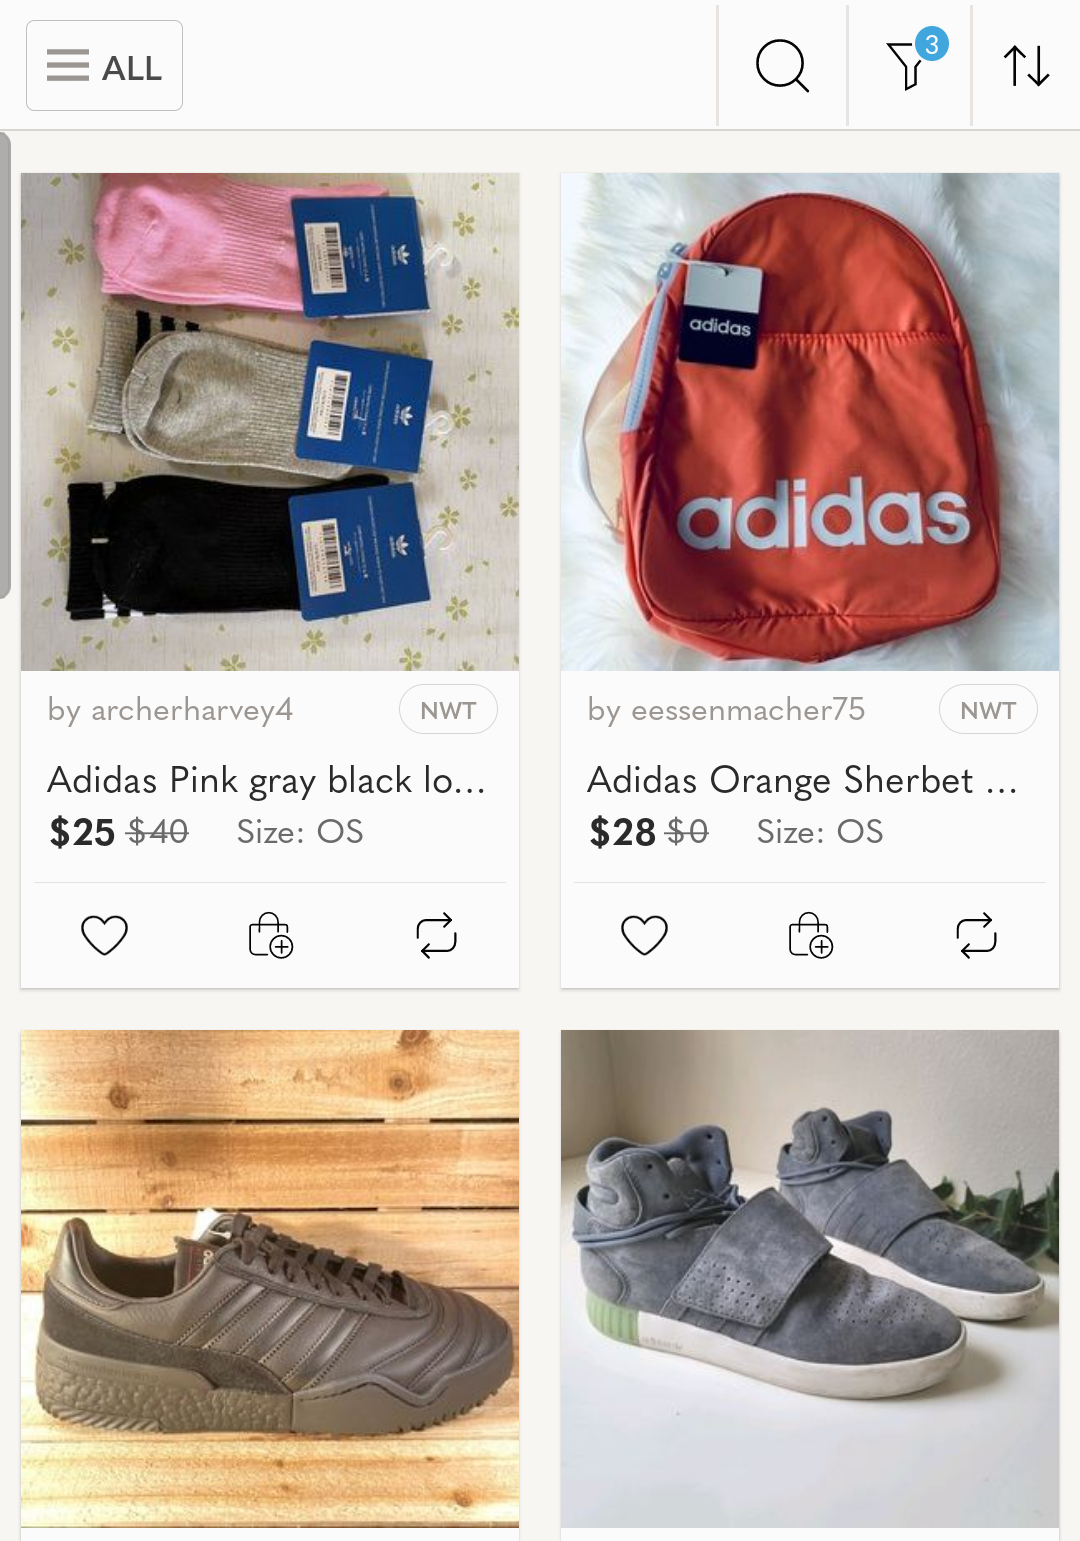 ALL
3
adidas
adidas
by archerharvey4
NWT
by eessenmacher75
NWT
Adidas Pink gray black lo...
Adidas Orange Sherbet ...
$25 $40 Size: OS
$28 $0 Size: OS